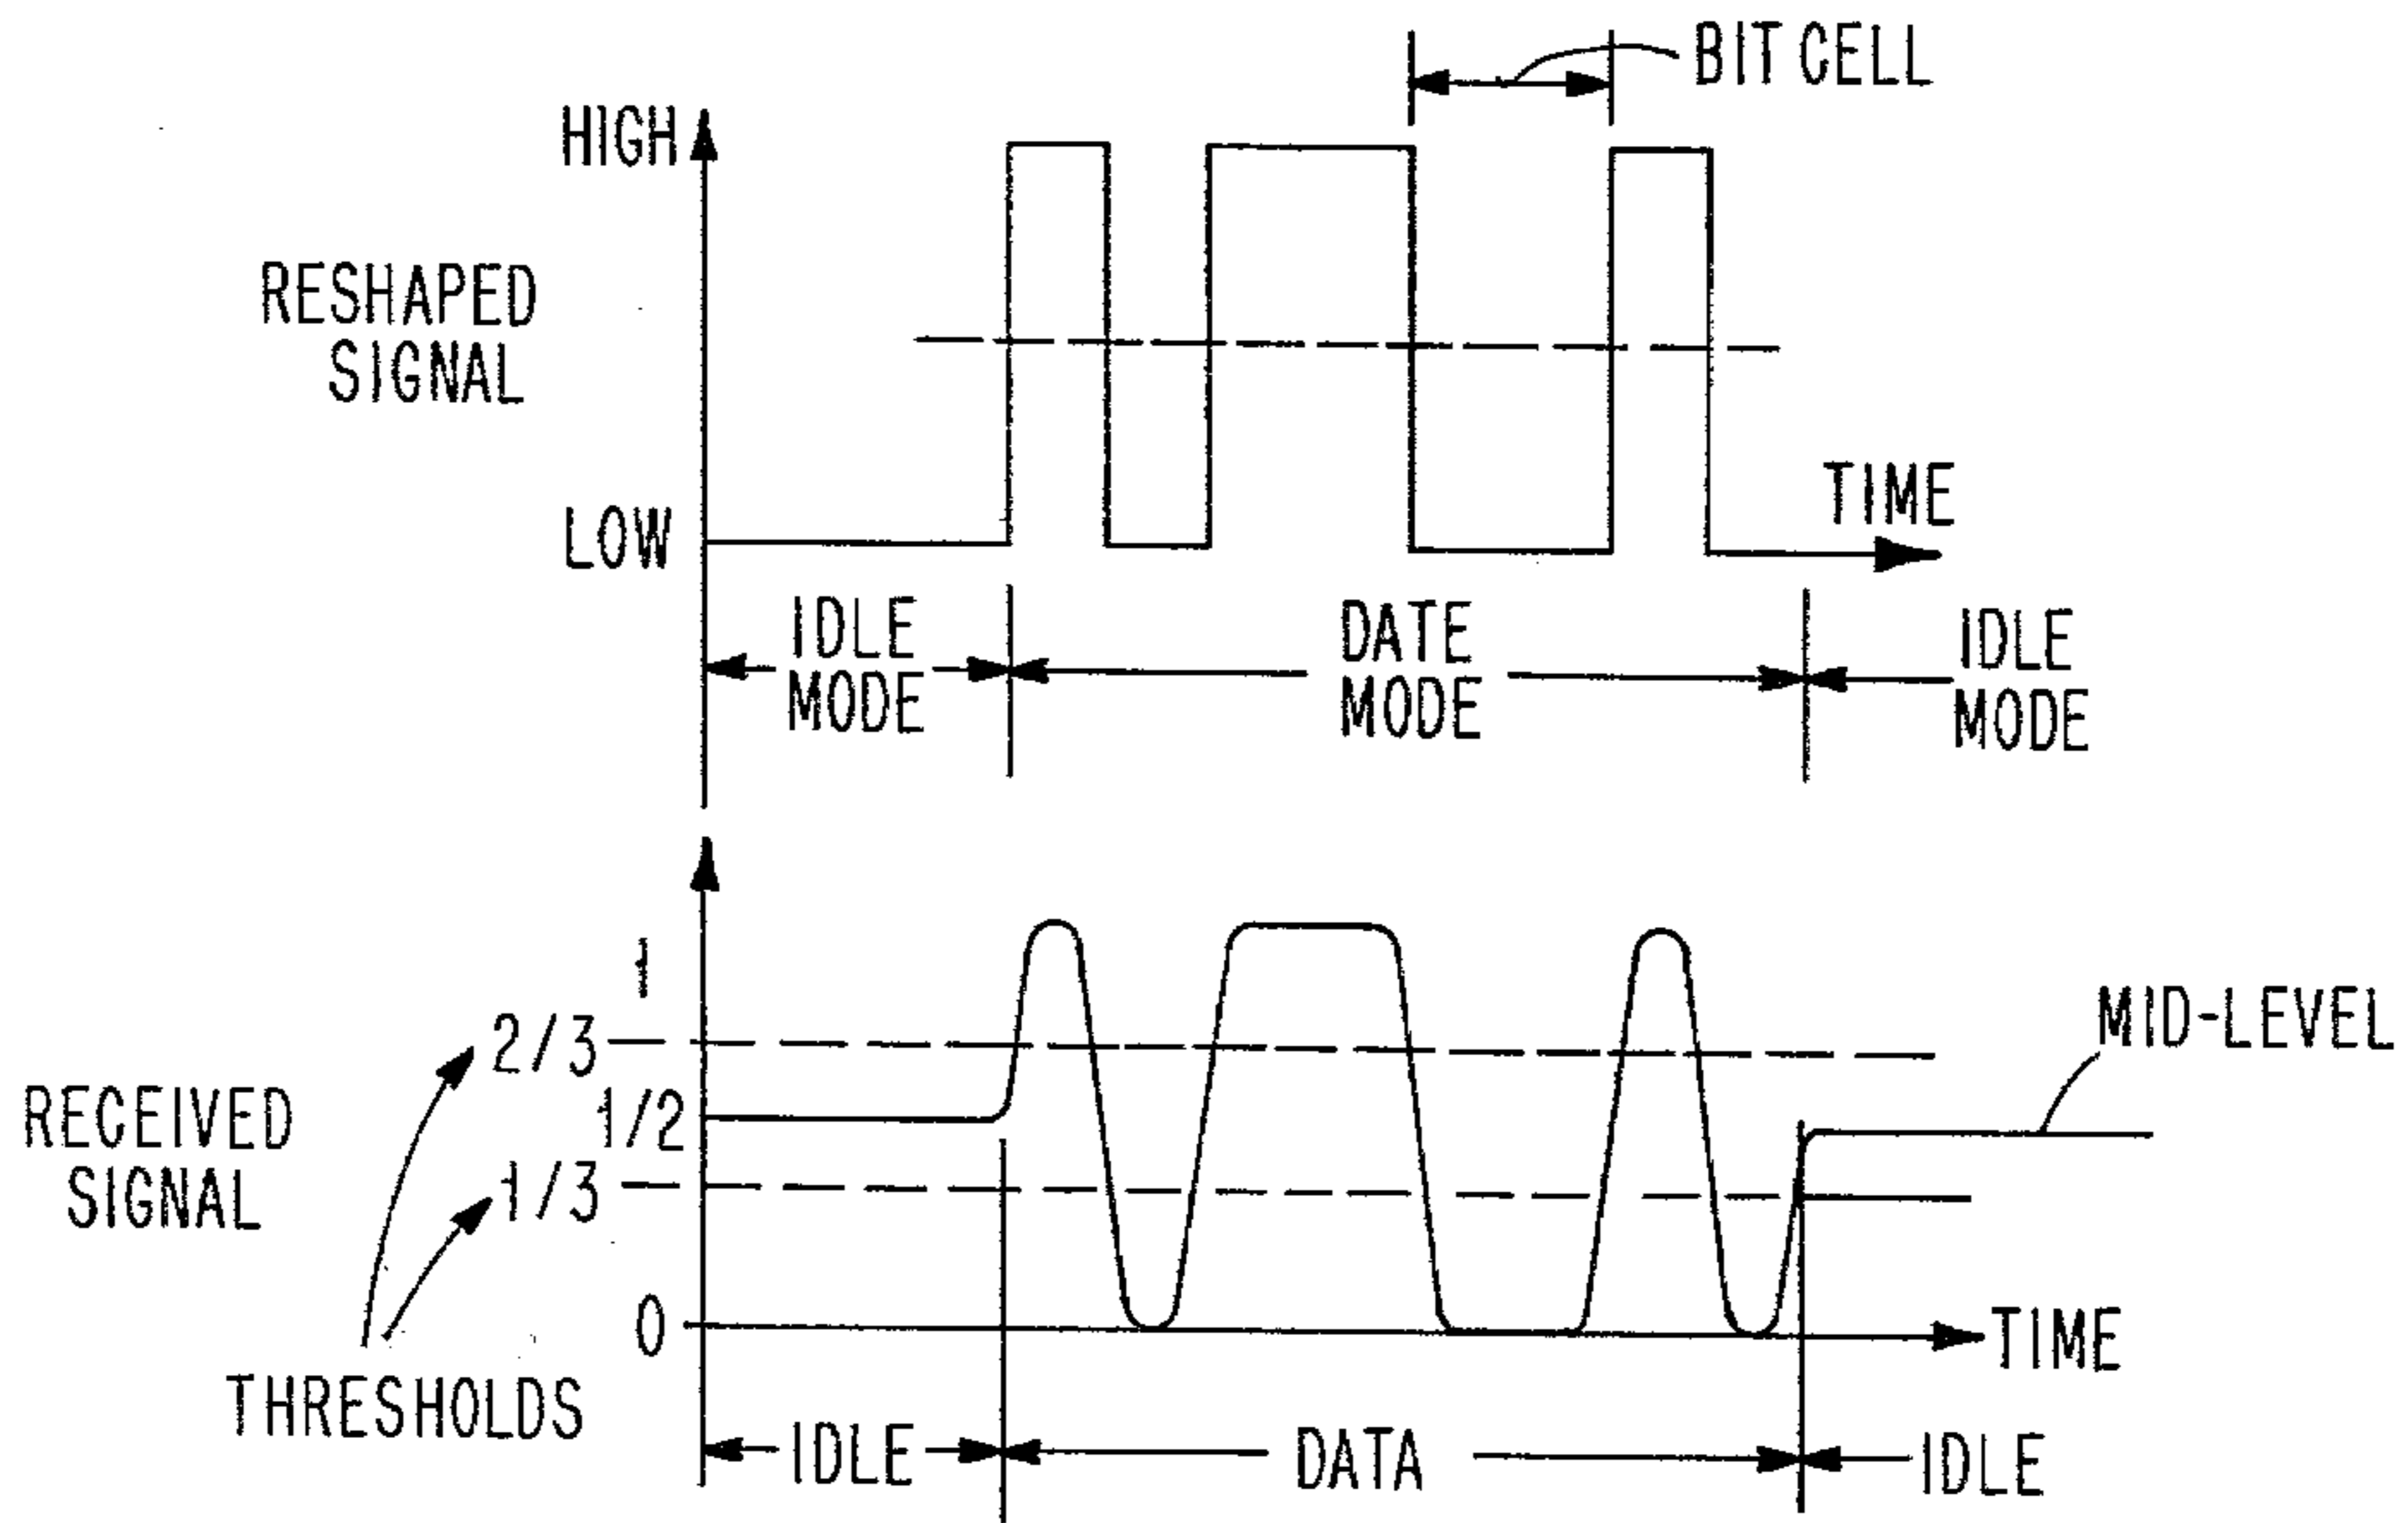 BIT CELL
HIGH
RESHAPED
SIGNAL
LOW
TIME
IDLE
MODE
DATE
MODE
IDLE
MODE
1
2/3
1/2
1/3
0
MID-LEVEL
RECEIVED
SIGNAL
THRESHOLDS
TIME
IDLE
DATA
IDLE